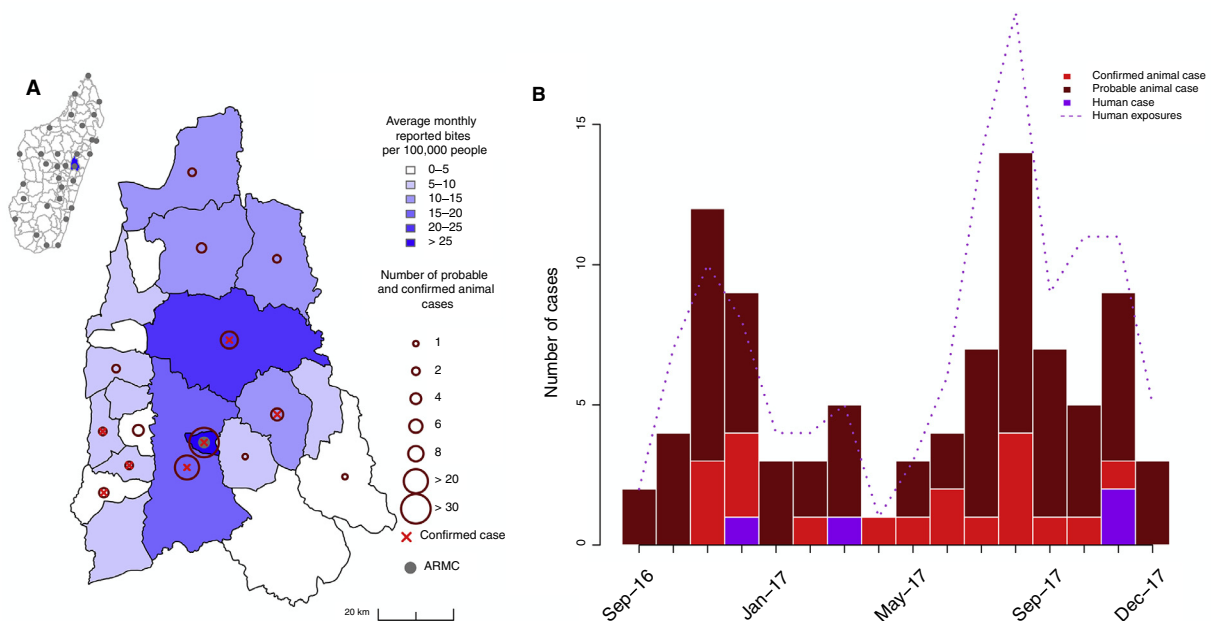 A
Average monthly
reported bites
per 100,000 people
0–5
5–10
10–15
15–20
20–25
> 25
Number of probable
and confirmed animal
cases
1
2
4
6
8
> 20
> 30
Confirmed case
ARMC
20 km
B
Confirmed animal case
Probable animal case
Human case
Human exposures
Number of cases
15
10
5
0
Sep–16
Jan–17
May–17
Sep–17
Dec–17